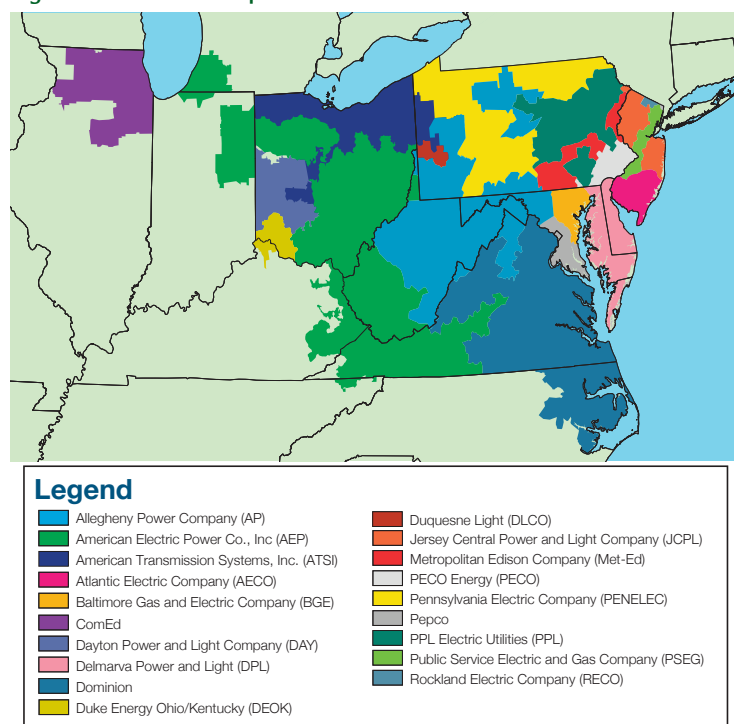 Legend
Allegheny Power Company (AP)
American Electric Power Co., Inc (AEP)
American Transmission Systems, Inc. (ATSI)
Atlantic Electric Company (AECO)
Baltimore Gas and Electric Company (BGE)
ComEd
Dayton Power and Light Company (DAY)
Delmarva Power and Light (DPL)
Dominion
Duke Energy Ohio/Kentucky (DEOK)
Duquesne Light (DLCO)
Jersey Central Power and Light Company (JCPL)
Metropolitan Edison Company (Met-Ed)
PECO Energy (PECO)
Pennsylvania Electric Company (PENELEC)
Pepco
PPL Electric Utilities (PPL)
Public Service Electric and Gas Company (PSEG)
Rockland Electric Company (RECO)